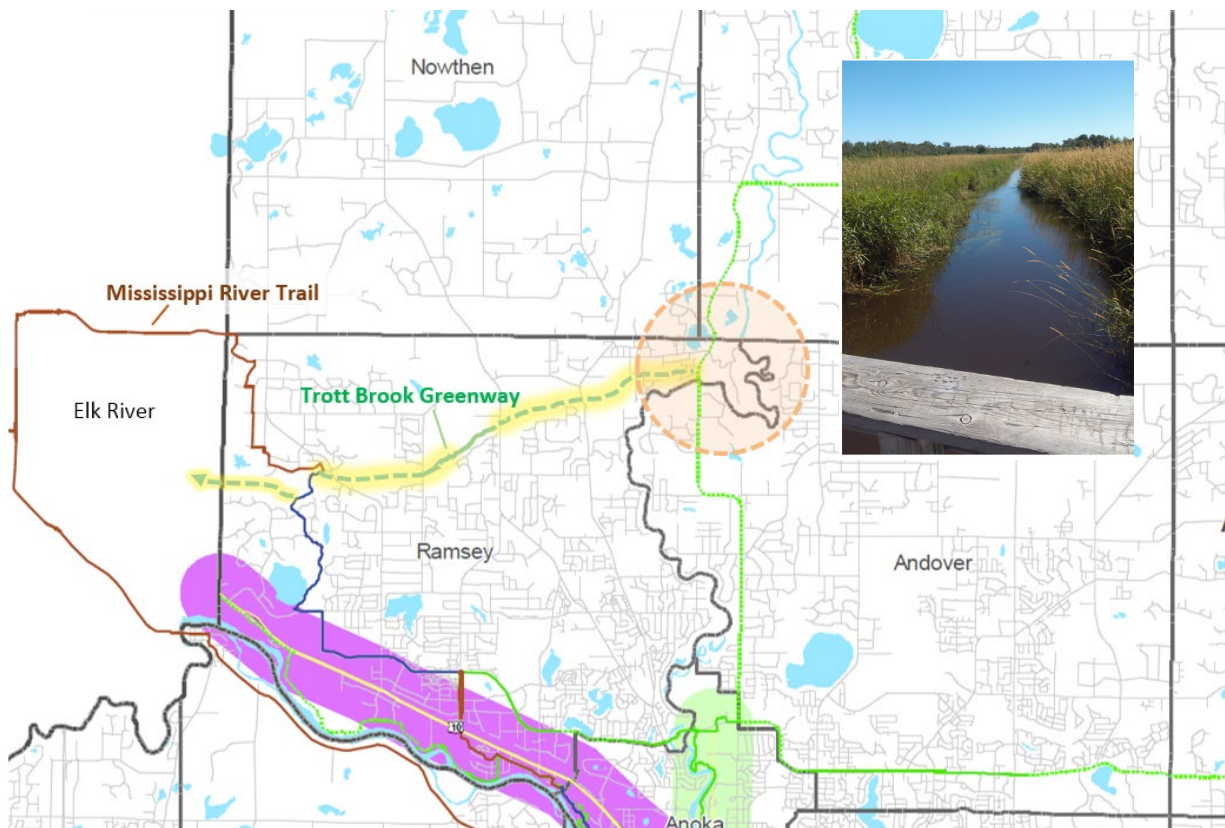 Nowthen
Mississippi River Trail
Elk River
Trott Brook Greenway
Ramsey
Andover
10
Anoka